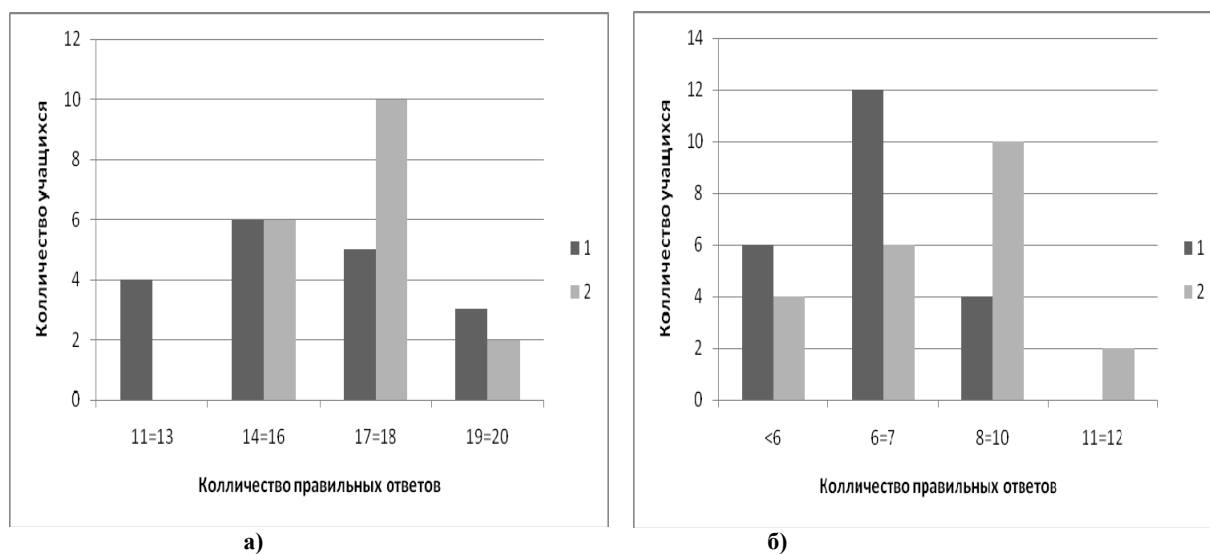 Колличество учащихся
12
10
8
6
4
2
0
11=13 14=16 17=18 19=20
Колличество правильных ответов
1
2
а)
Колличество учащихся
14
12
10
8
6
4
2
0
<6 6=7 8=10 11=12
Колличество правильных ответов
1
2
б)